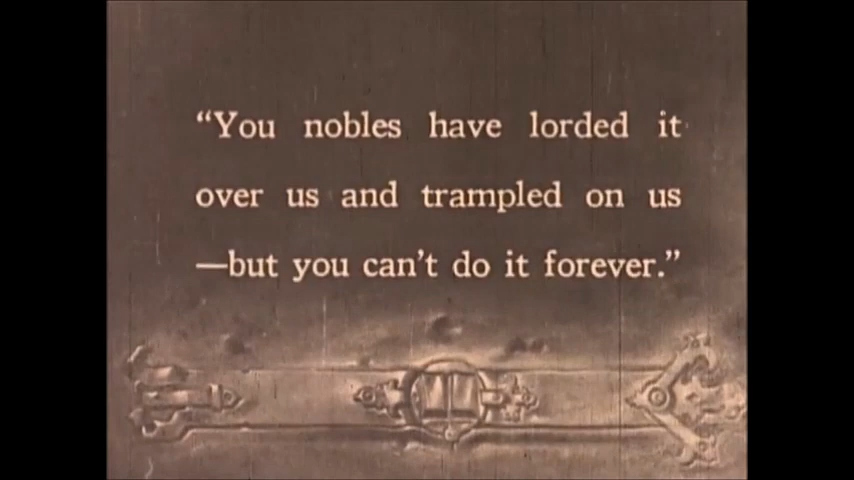 “You nobles have lorded it
over us and trampled on us
—but you can’t do it forever.”